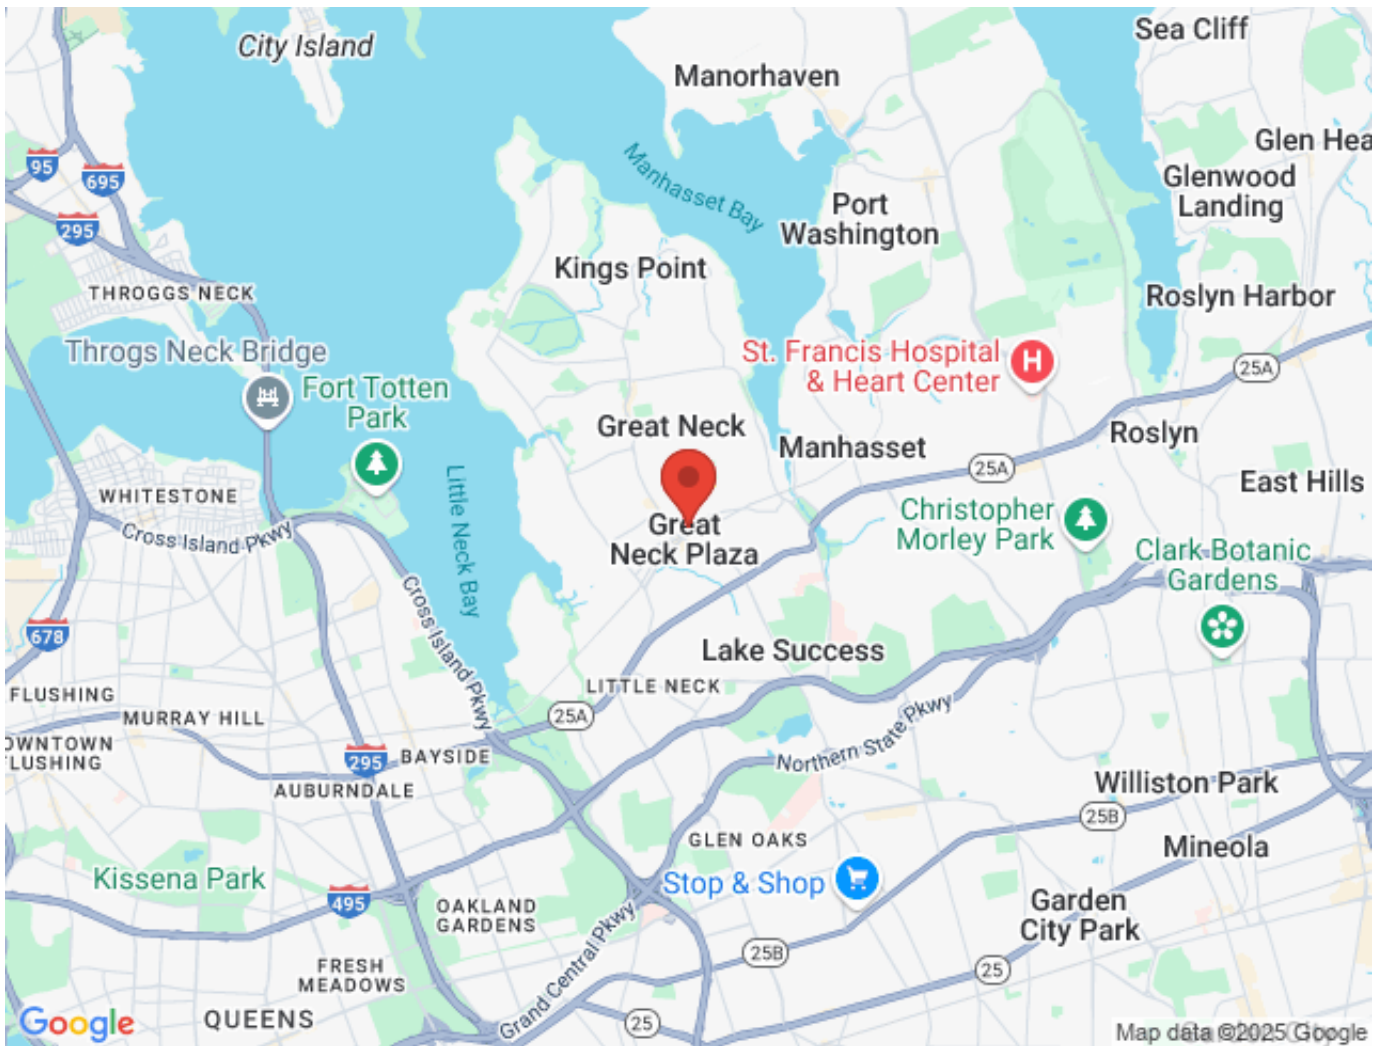 City Island
Sea Cliff
Manorhaven
Glen Hea
95
695
295
Manhasset Bay
Glenwood
Landing
Port
Washington
Kings Point
THROGGS NECK
Roslyn Harbor
Throgs Neck Bridge
St. Francis Hospital
& Heart Center
H
25A
Fort Totten
Park
Great Neck
Manhasset
Roslyn
25A
East Hills
WHITESTONE
Little Neck Bay
Cross Island Pkwy
Great
Neck Plaza
Christopher
Morley Park
Clark Botanic
Gardens
Cross Island Pkwy
678
Lake Success
LITTLE NECK
FLUSHING
MURRAY HILL
25A
Northern State Pkwy
OWNTOWN
FLUSHING
295
BAYSIDE
AUBURNDALE
Williston Park
25B
GLEN OAKS
Mineola
Kissena Park
Stop & Shop
495
OAKLAND
GARDENS
Garden
City Park
25B
25
FRESH
MEADOWS
Grand Central Pkwy
Google
QUEENS
25
Map data ©2025 Google